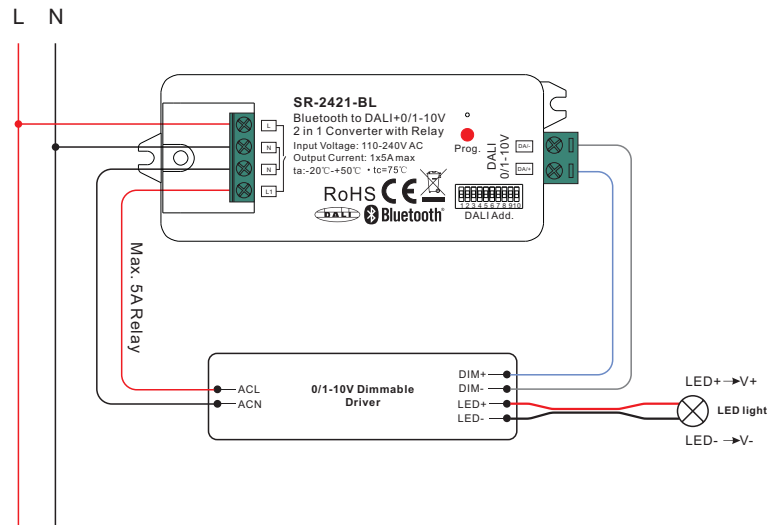 L N
SR-2421-BL
Bluetooth to DALI+0/1-10V
2 in 1 Converter with Relay
Input Voltage: 110-240V AC
Output Current: 1x5A max
ta:-20℃-+50℃ • tc=75℃
L
N
N
L1
Prog.
DALI
0/1-10V
DA/-
DA/+
RoHS CE
DALI Bluetooth®
1 2 3 4 5 6 7 8 9 10
DALI Add.
Max. 5A Relay
ACL
ACN
0/1-10V Dimmable
Driver
DIM+
DIM-
LED+
LED-
LED+→V+
LED light
LED-→V-